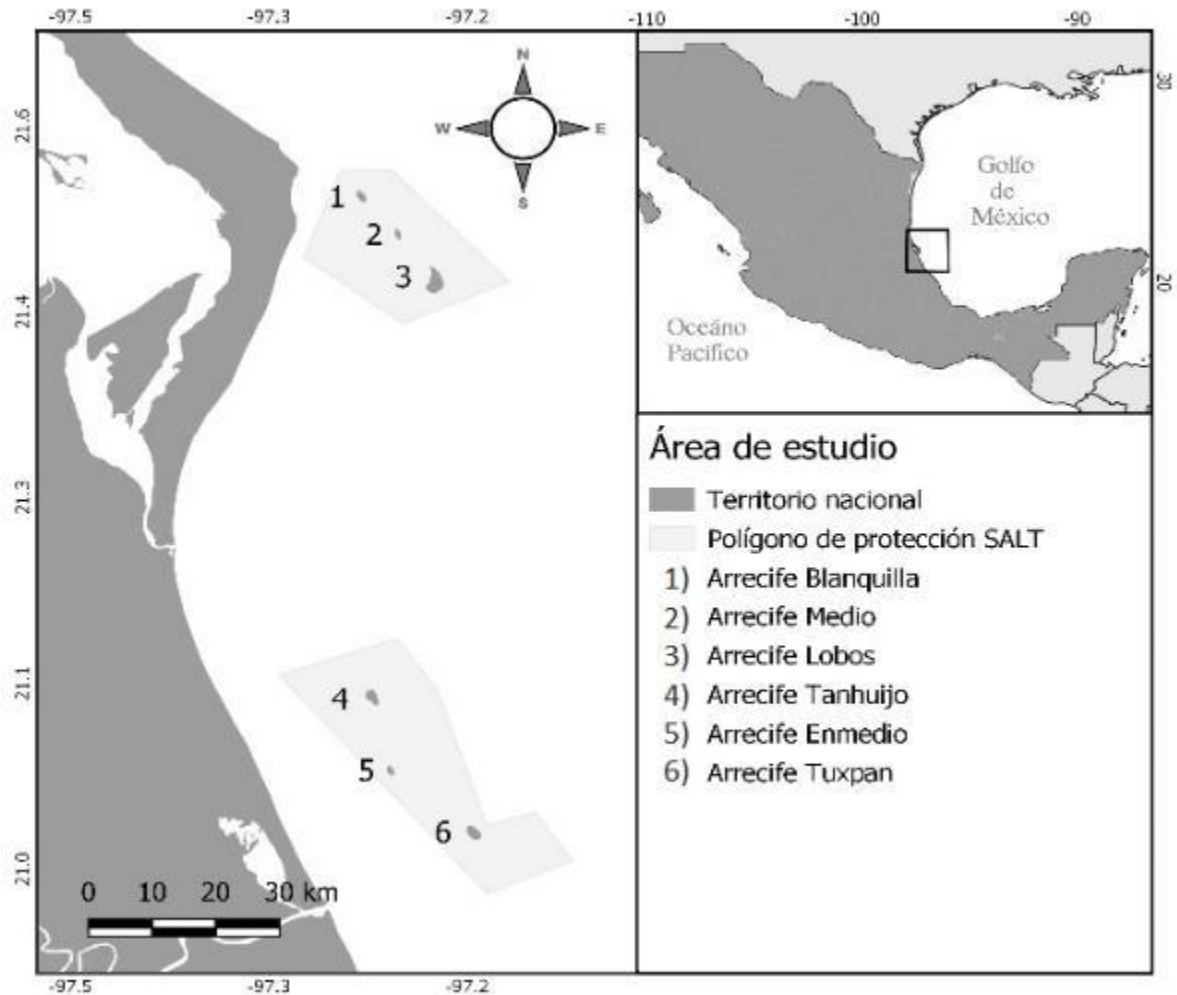 -97.5 -97.3 -97.2
-110 -100 -90
N
W E
S
21.6
21.4
21.3
21.1
21.0
30
20
1
2
3
4
5
6
Golfo
de
México
Oceáno
Pacífico
Área de estudio
Territorio nacional
Polígono de protección SALT
1) Arrecife Blanquilla
2) Arrecife Medio
3) Arrecife Lobos
4) Arrecife Tanhuijo
5) Arrecife Enmedio
6) Arrecife Tuxpan
0 10 20 30 km
-97.5 -97.3 -97.2